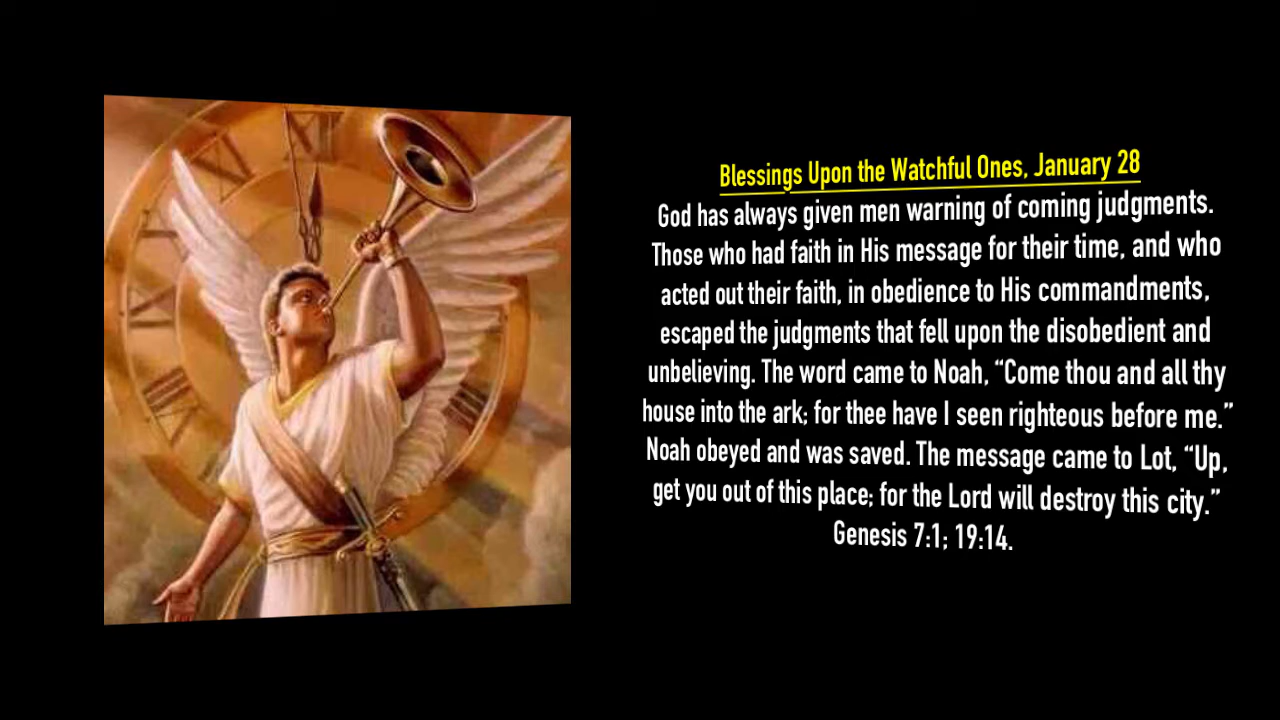 Blessings Upon the Watchful Ones, January 28
God has always given men warning of coming judgments.
Those who had faith in His message for their time, and who
acted out their faith, in obedience to His commandments,
escaped the judgments that fell upon the disobedient and
unbelieving. The word came to Noah, “Come thou and all thy
house into the ark; for thee have I seen righteous before me.”
Noah obeyed and was saved. The message came to Lot, “Up,
get you out of this place; for the Lord will destroy this city.”
Genesis 7:1; 19:14.
XII
XI
X
IX
VIII